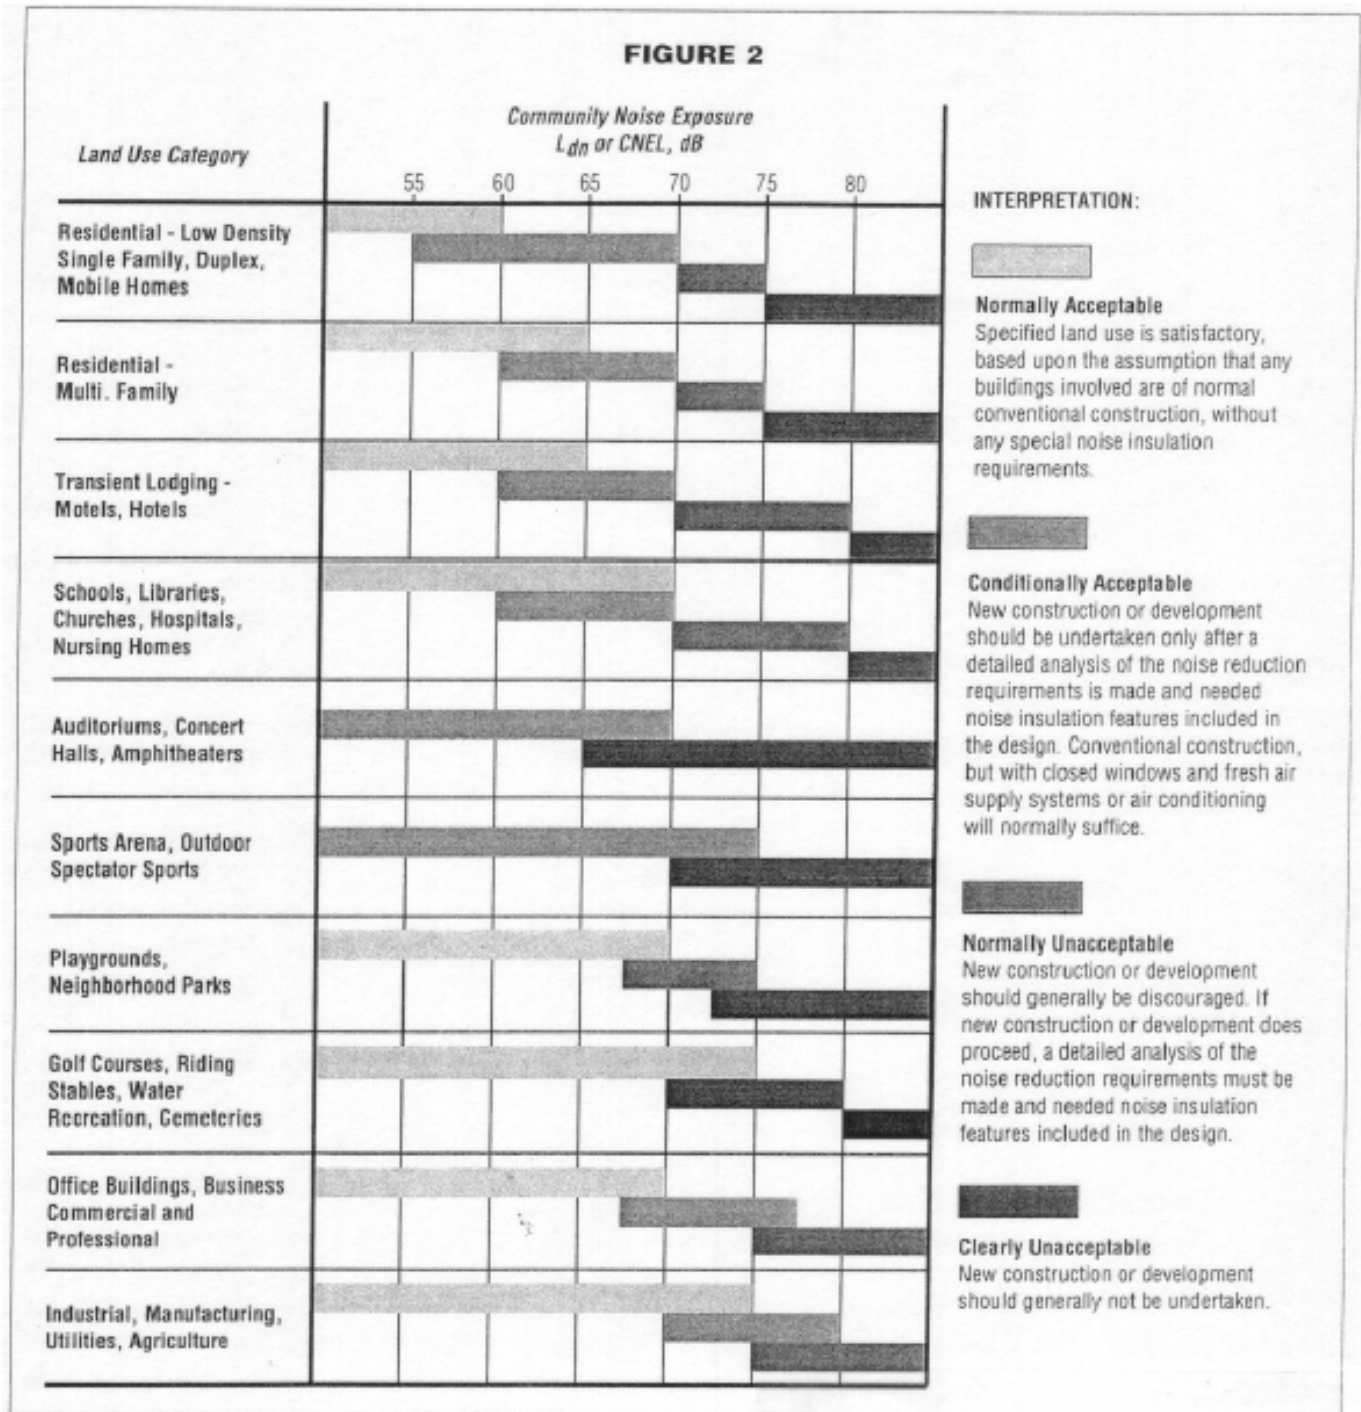 FIGURE 2
Land Use Category
Community Noise Exposure
Ldn or CNEL, dB
55 60 65 70 75 80
Residential - Low Density
Single Family, Duplex,
Mobile Homes
Residential -
Multi. Family
Transient Lodging -
Motels, Hotels
Schools, Libraries,
Churches, Hospitals,
Nursing Homes
Auditoriums, Concert
Halls, Amphitheaters
Sports Arena, Outdoor
Spectator Sports
Playgrounds,
Neighborhood Parks
Golf Courses, Riding
Stables, Water
Recreation, Cemeteries
Office Buildings, Business
Commercial and
Professional
Industrial, Manufacturing,
Utilities, Agriculture
INTERPRETATION:
Normally Acceptable
Specified land use is satisfactory,
based upon the assumption that any
buildings involved are of normal
conventional construction, without
any special noise insulation
requirements.
Conditionally Acceptable
New construction or development
should be undertaken only after a
detailed analysis of the noise reduction
requirements is made and needed
noise insulation features included in
the design. Conventional construction,
but with closed windows and fresh air
supply systems or air conditioning
will normally suffice.
Normally Unacceptable
New construction or development
should generally be discouraged. If
new construction or development does
proceed, a detailed analysis of the
noise reduction requirements must be
made and needed noise insulation
features included in the design.
Clearly Unacceptable
New construction or development
should generally not be undertaken.